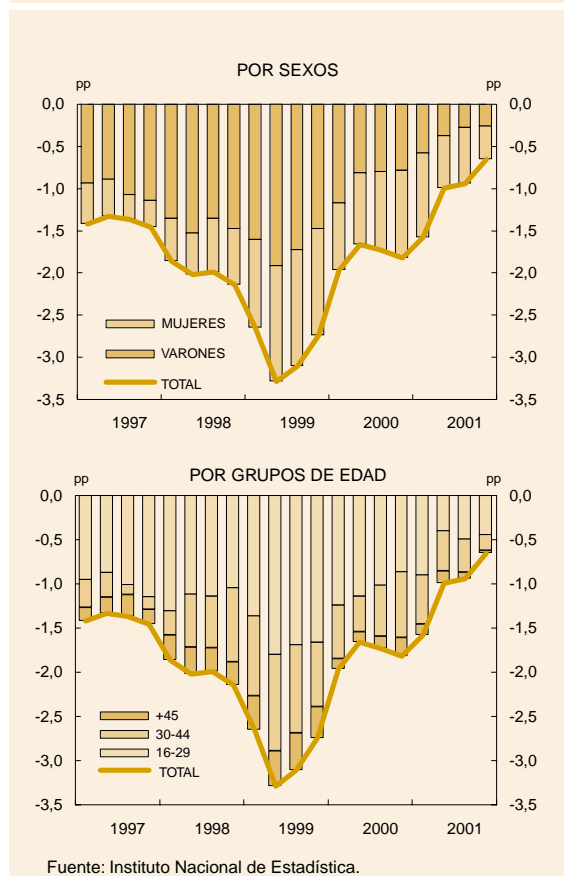 POR SEXOS
pp pp
0,0 0,0
-0,5 -0,5
-1,0 -1,0
-1,5 -1,5
-2,0 -2,0
-2,5 -2,5
MUJERES
-3,0 -3,0
VARONES
TOTAL
-3,5 -3,5
1997 1998 1999 2000 2001
POR GRUPOS DE EDAD
pp pp
0,0 0,0
-0,5 -0,5
-1,0 -1,0
-1,5 -1,5
-2,0 -2,0
-2,5 -2,5
+45
30-44
-3,0 -3,0
16-29
TOTAL
-3,5 -3,5
1997 1998 1999 2000 2001
Fuente: Instituto Nacional de Estadística.